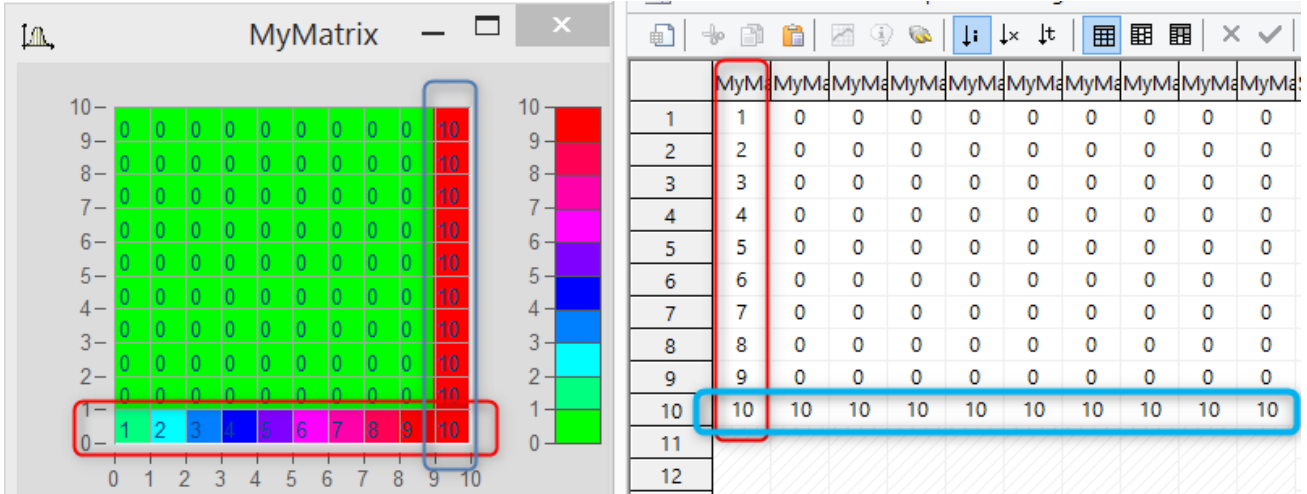 MyMatrix
10 0 0 0 0 0 0 0 0 0 10 10
9 0 0 0 0 0 0 0 0 0 10 9
8 0 0 0 0 0 0 0 0 0 10 8
7 0 0 0 0 0 0 0 0 0 10 7
6 0 0 0 0 0 0 0 0 0 10 6
5 0 0 0 0 0 0 0 0 0 10 5
4 0 0 0 0 0 0 0 0 0 10 4
3 0 0 0 0 0 0 0 0 0 10 3
2 0 0 0 0 0 0 0 0 0 10 2
1 1 2 3 4 5 6 7 8 9 10 1
0 0
0 1 2 3 4 5 6 7 8 9 10
MyMa MyMa MyMa MyMa MyMa MyMa MyMa MyMa MyMa MyMa
1 1 0 0 0 0 0 0 0 0 0
2 2 0 0 0 0 0 0 0 0 0
3 3 0 0 0 0 0 0 0 0 0
4 4 0 0 0 0 0 0 0 0 0
5 5 0 0 0 0 0 0 0 0 0
6 6 0 0 0 0 0 0 0 0 0
7 7 0 0 0 0 0 0 0 0 0
8 8 0 0 0 0 0 0 0 0 0
9 9 0 0 0 0 0 0 0 0 0
10 10 10 10 10 10 10 10 10 10 10
11
12